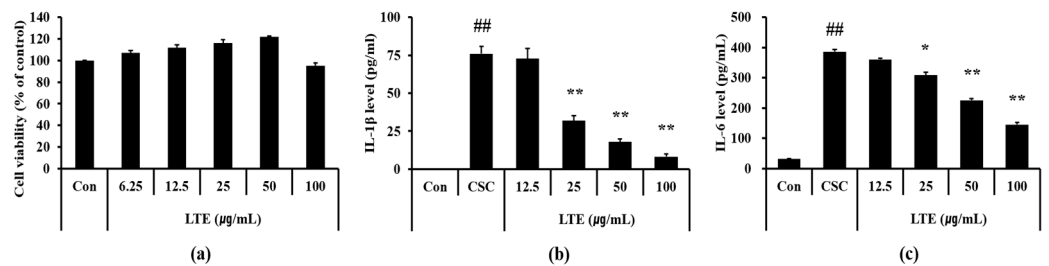 Cell viability (% of control)
140
120
100
80
60
40
20
0
Con 6.25 12.5 25 50 100
LTE (µg/mL)
(a)
IL-1β level (pg/ml)
75
50
25
0
##
**
**
**
Con CSC 12.5 25 50 100
LTE (µg/mL)
(b)
IL-6 level (pg/mL)
500
400
300
200
100
0
##
*
**
**
Con CSC 12.5 25 50 100
LTE (µg/mL)
(c)